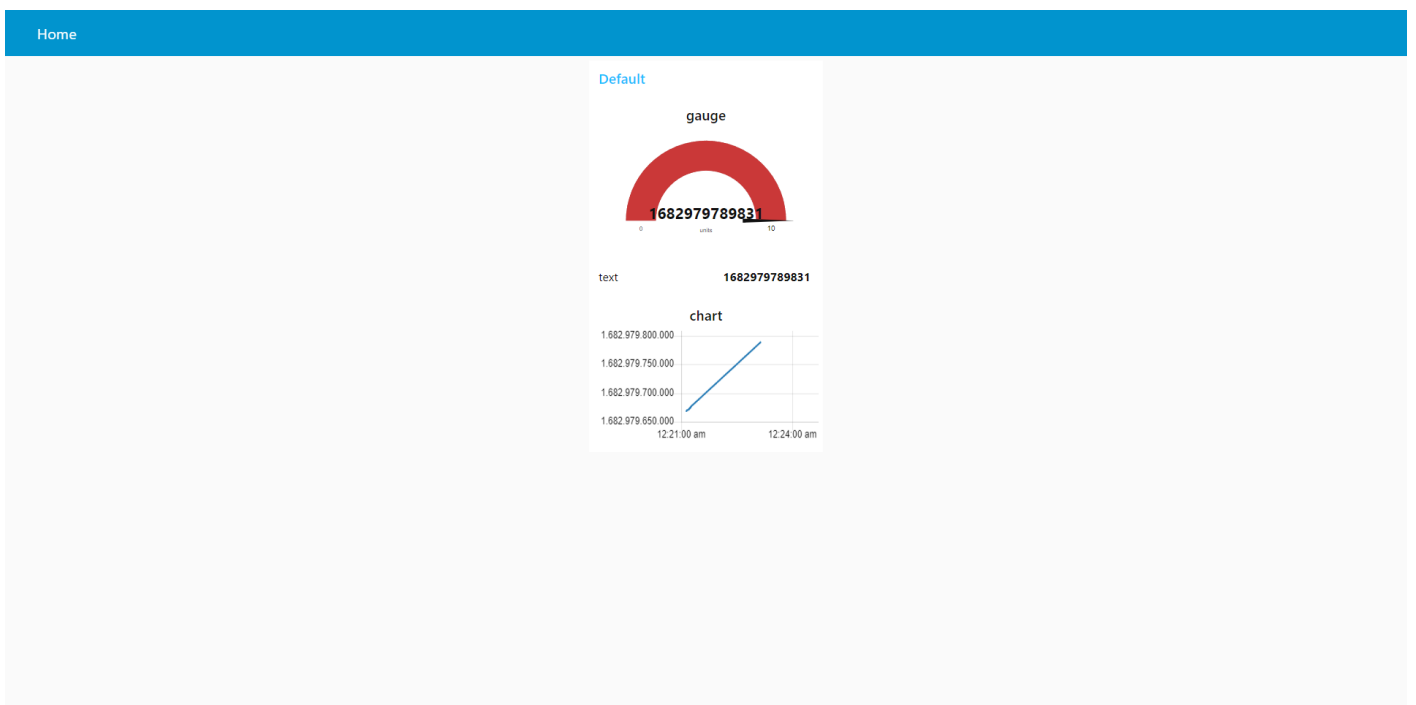 Home
Default
gauge
1682979789831
0 units 10
text 1682979789831
chart
1.682.979.800.000
1.682.979.750.000
1.682.979.700.000
1.682.979.650.000
12:21:00 am 12:24:00 am